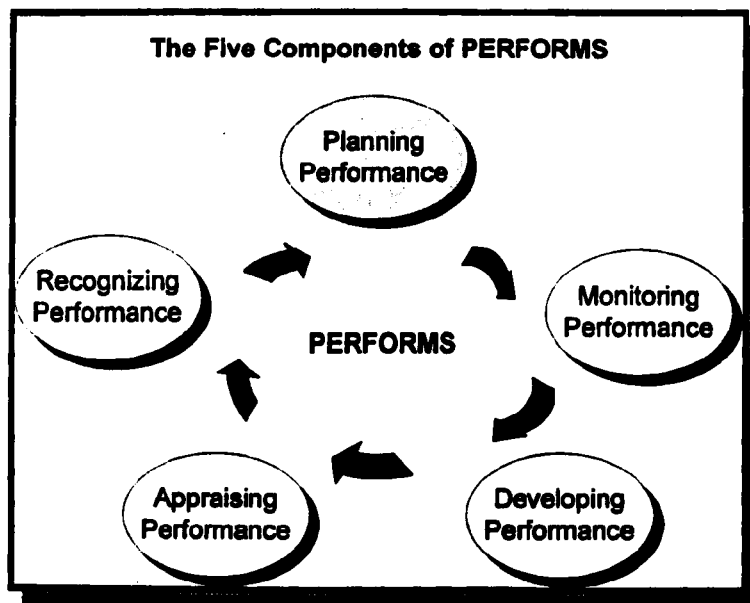 The Five Components of PERFORMS
Planning
Performance
Monitoring
Performance
Developing
Performance
Appraising
Performance
Recognizing
Performance
PERFORMS